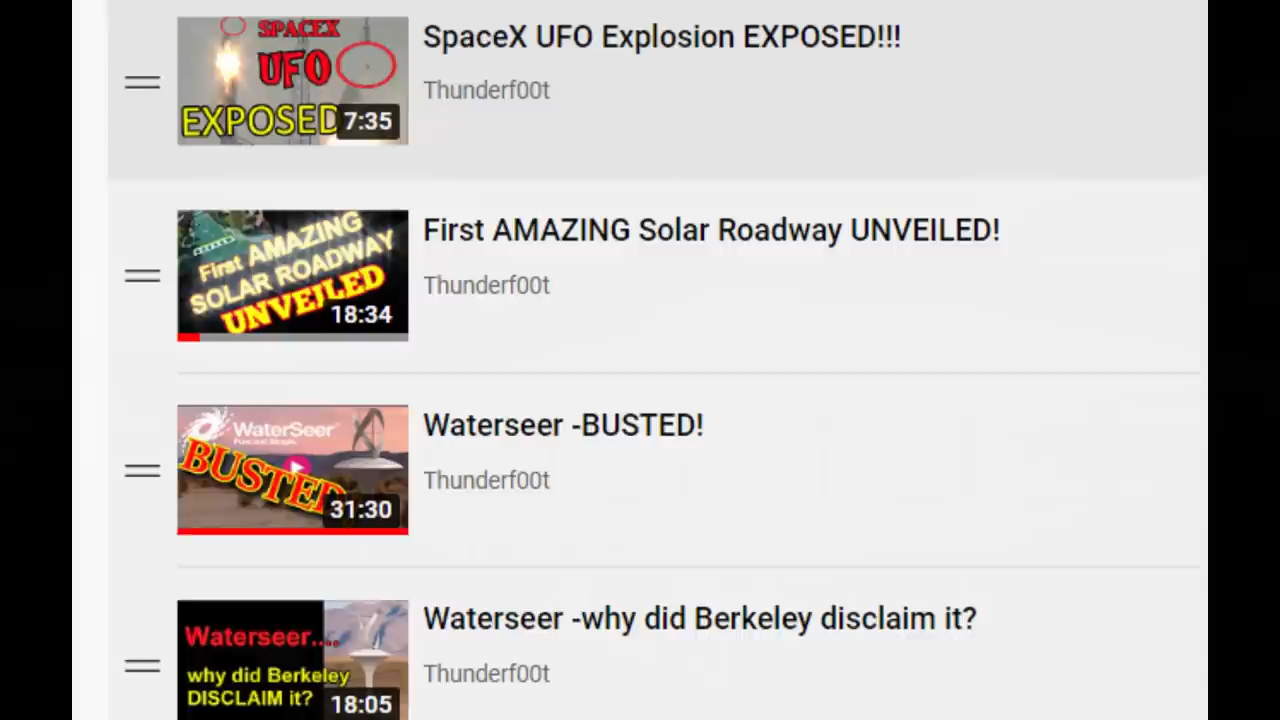 SPACEX
UFO
EXPOSED
7:35
SpaceX UFO Explosion EXPOSED!!!
Thunderf00t
First AMAZING
SOLAR ROADWAY
UNVEILED
18:34
First AMAZING Solar Roadway UNVEILED!
Thunderf00t
WaterSeer
BUSTED
31:30
Waterseer -BUSTED!
Thunderf00t
Waterseer....
why did Berkeley
DISCLAIM it?
18:05
Waterseer -why did Berkeley disclaim it?
Thunderf00t